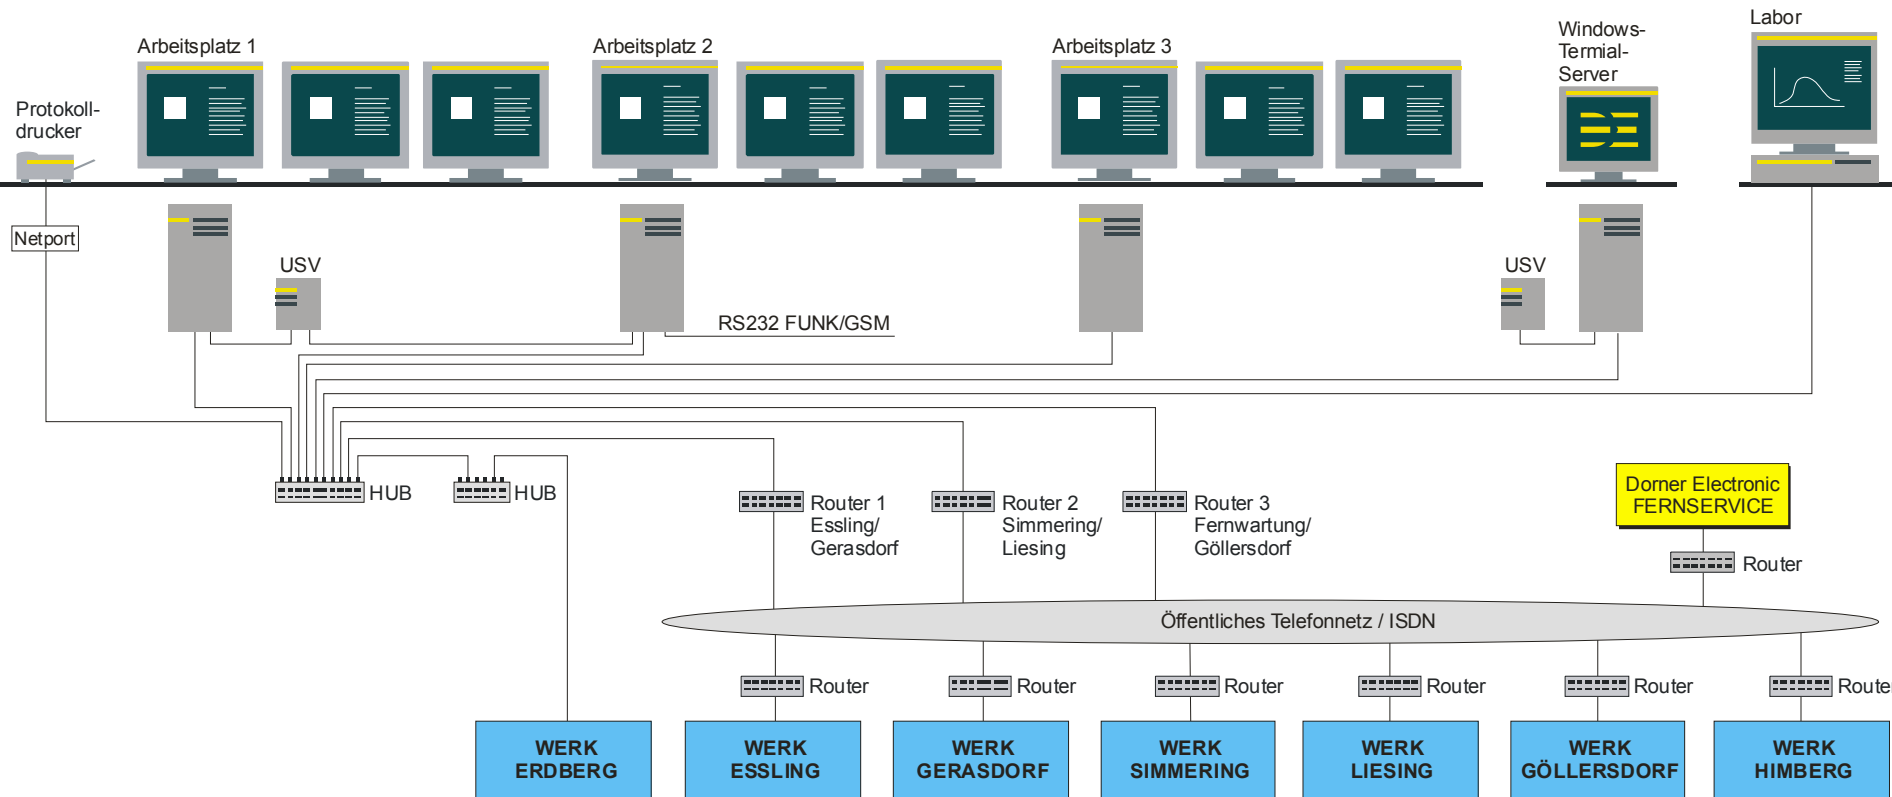 Labor
Windows-
Termial-
Server
Arbeitsplatz 1
Arbeitsplatz 2
Arbeitsplatz 3
Protokoll-
drucker
Netport
USV
USV
RS232 FUNK/GSM
HUB
HUB
Router 1
Essling/
Gerasdorf
Router 2
Simmering/
Liesing
Router 3
Fernwartung/
Göllersdorf
Dorner Electronic
FERNSERVICE
Router
Öffentliches Telefonnetz / ISDN
Router
Router
Router
Router
Router
Router
WERK
ERDBERG
WERK
ESSLING
WERK
GERASDORF
WERK
SIMMERING
WERK
LIESING
WERK
GÖLLERSDORF
WERK
HIMBERG